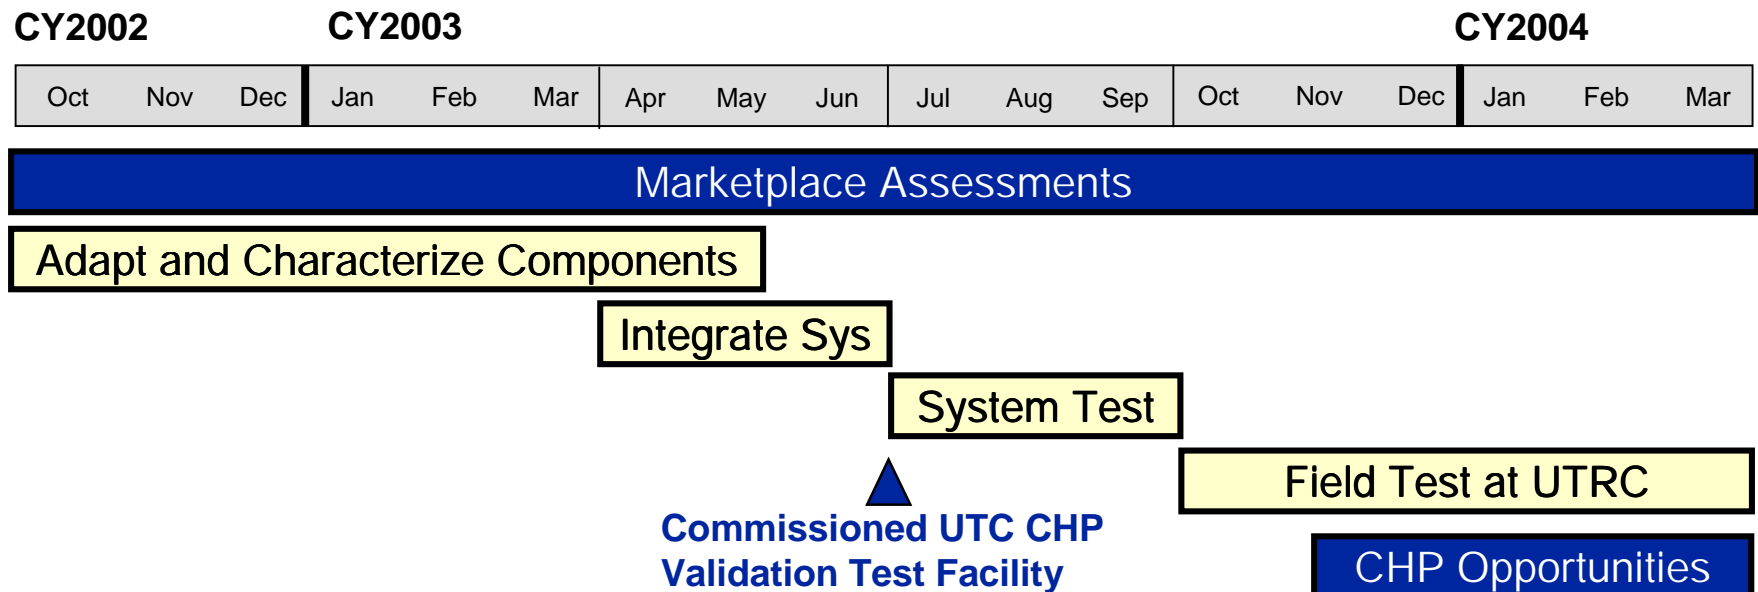 CY2002 CY2003 CY2004
Oct Nov Dec Jan Feb Mar Apr May Jun Jul Aug Sep Oct Nov Dec Jan Feb Mar
Marketplace Assessments
Adapt and Characterize Components
Integrate Sys
System Test
Field Test at UTRC
Commissioned UTC CHP
Validation Test Facility
CHP Opportunities